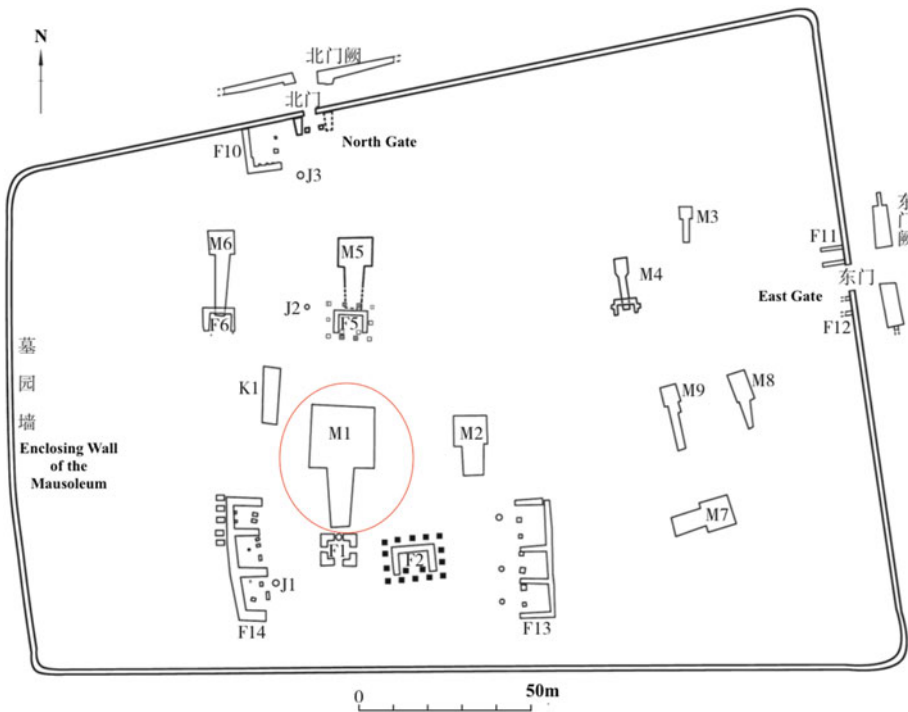 N
北门阙
北门
North Gate
F10
J3
M3
东门阙
M6
M5
M4
F11
东门
East Gate
J2
F6
F5
F12
墓园墙
K1
M9
M8
M1
M2
Enclosing Wall
of the
Mausoleum
M7
F1
F2
J1
F14
F13
0
50m